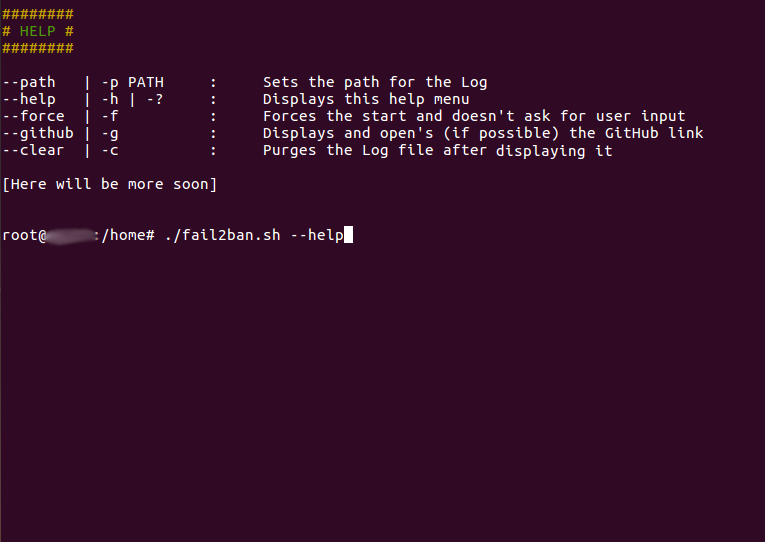 ########
# HELP #
########
--path   | -p PATH     :     Sets the path for the Log
--help   | -h | -?     :     Displays this help menu
--force  | -f          :     Forces the start and doesn't ask for user input
--github | -g          :     Displays and open's (if possible) the GitHub link
--clear  | -c          :     Purges the Log file after displaying it
[Here will be more soon]
root@:/home# ./fail2ban.sh --help